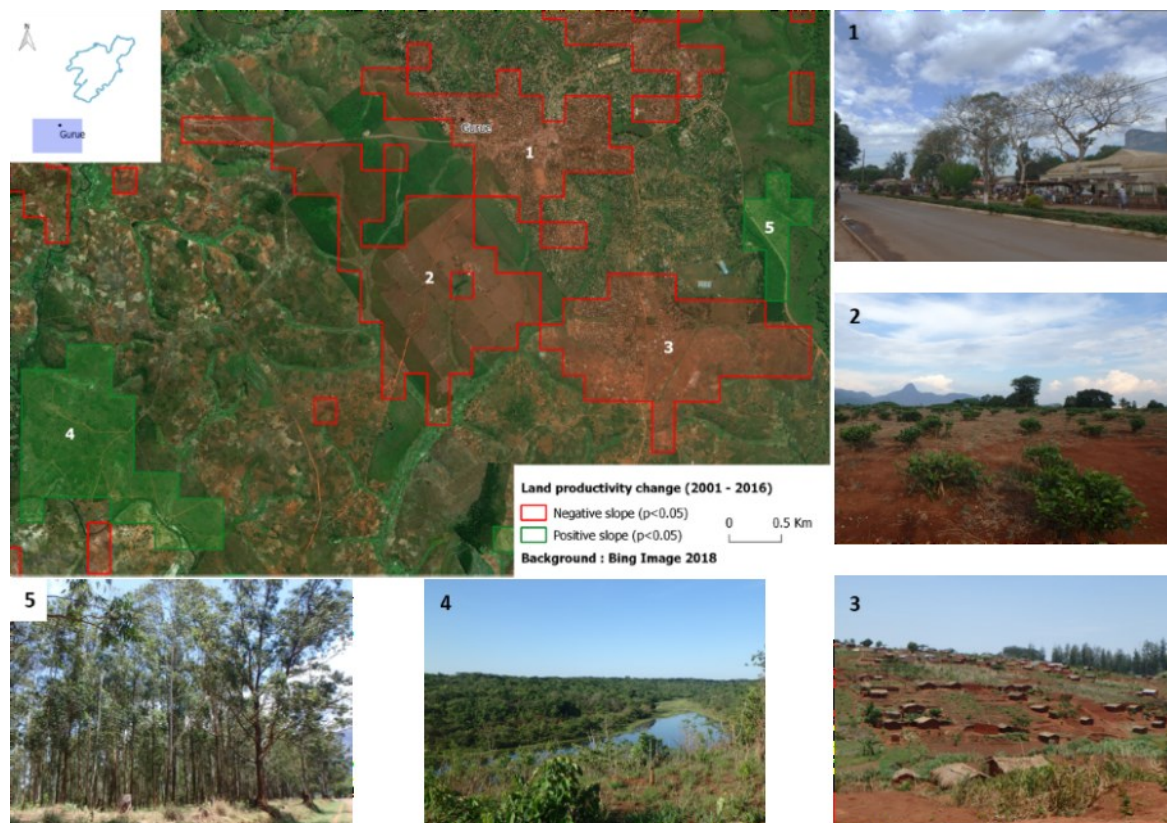 N
Gurue
Gurue
1
2
3
4
5
Land productivity change (2001 - 2016)
Negative slope (p<0.05)
Positive slope (p<0.05)
0 0.5 Km
Background : Bing Image 2018
1
2
5
4
3